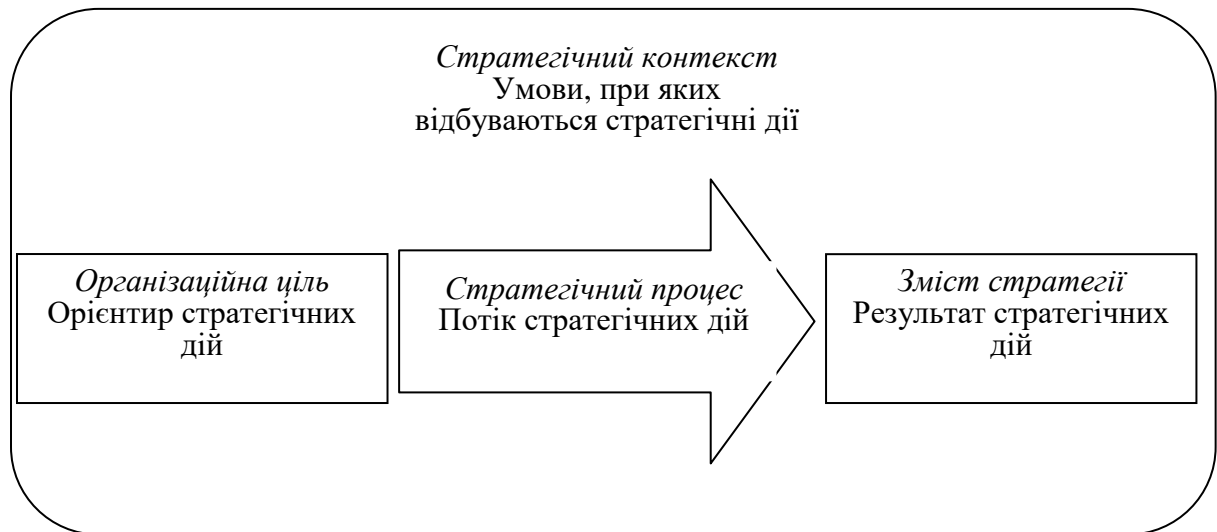 Стратегічний контекст
Умови, при яких
відбуваються стратегічні дії
Організаційна ціль
Орієнтир стратегічних
дій
Стратегічний процес
Потік стратегічних дій
Зміст стратегії
Результат стратегічних
дій